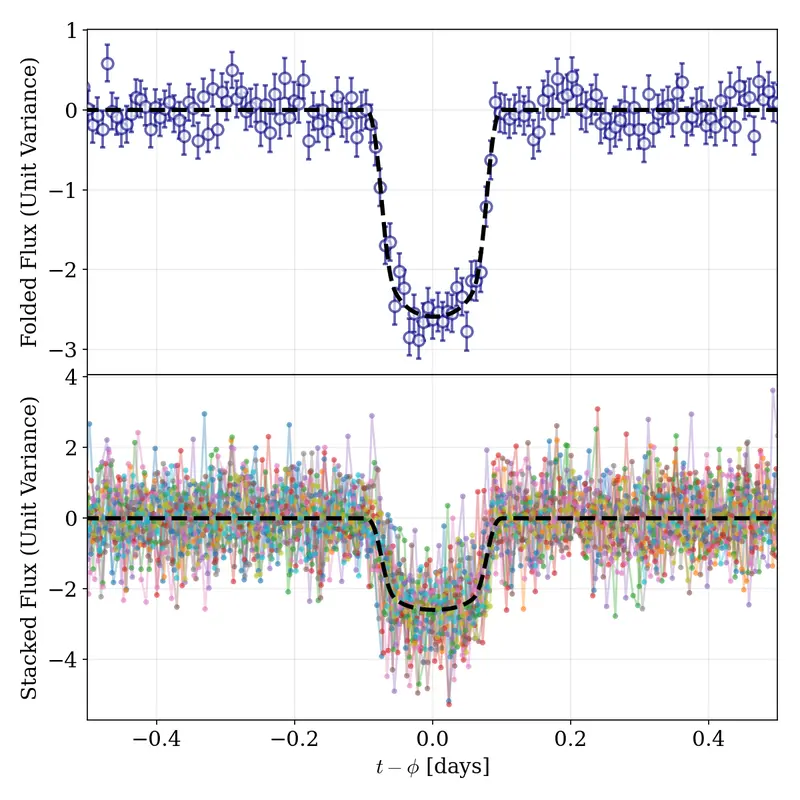 Folded Flux (Unit Variance)
1
0
−1
−2
−3
Stacked Flux (Unit Variance)
4
2
0
−2
−4
−0.4 −0.2 0.0 0.2 0.4
t − ϕ [days]